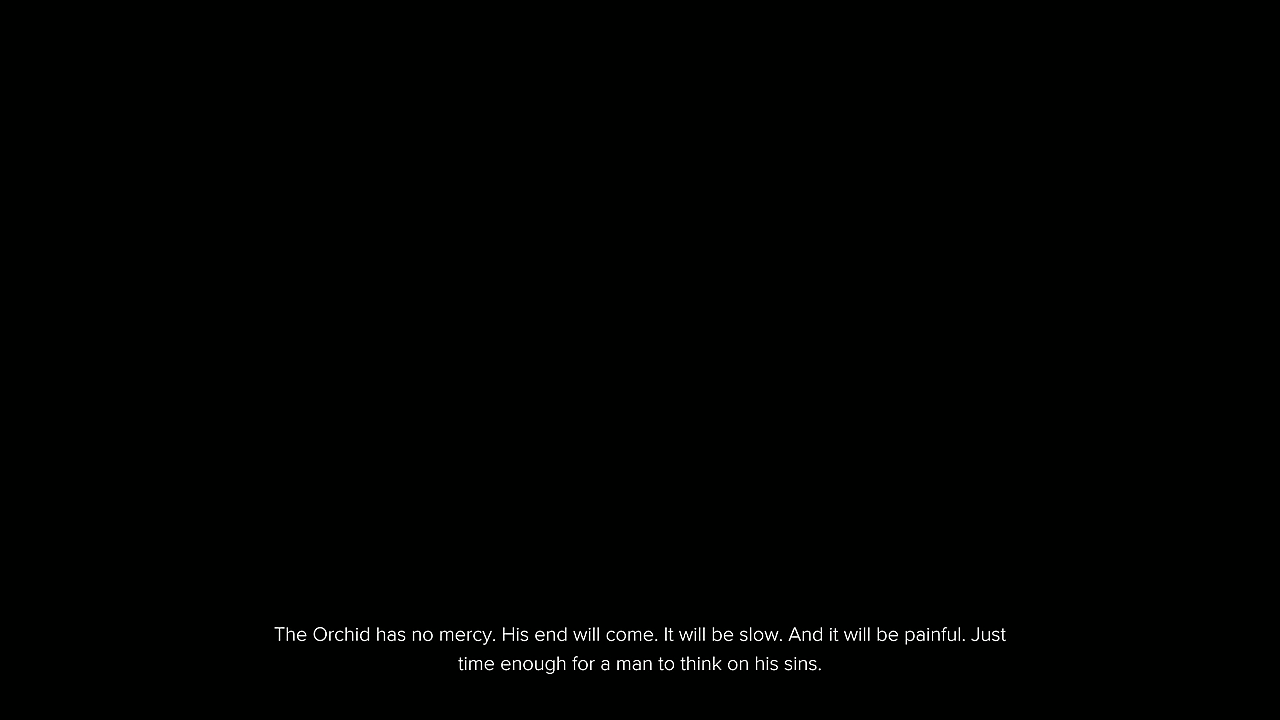 The Orchid has no mercy. His end will come. It will be slow. And it will be painful. Just
time enough for a man to think on his sins.